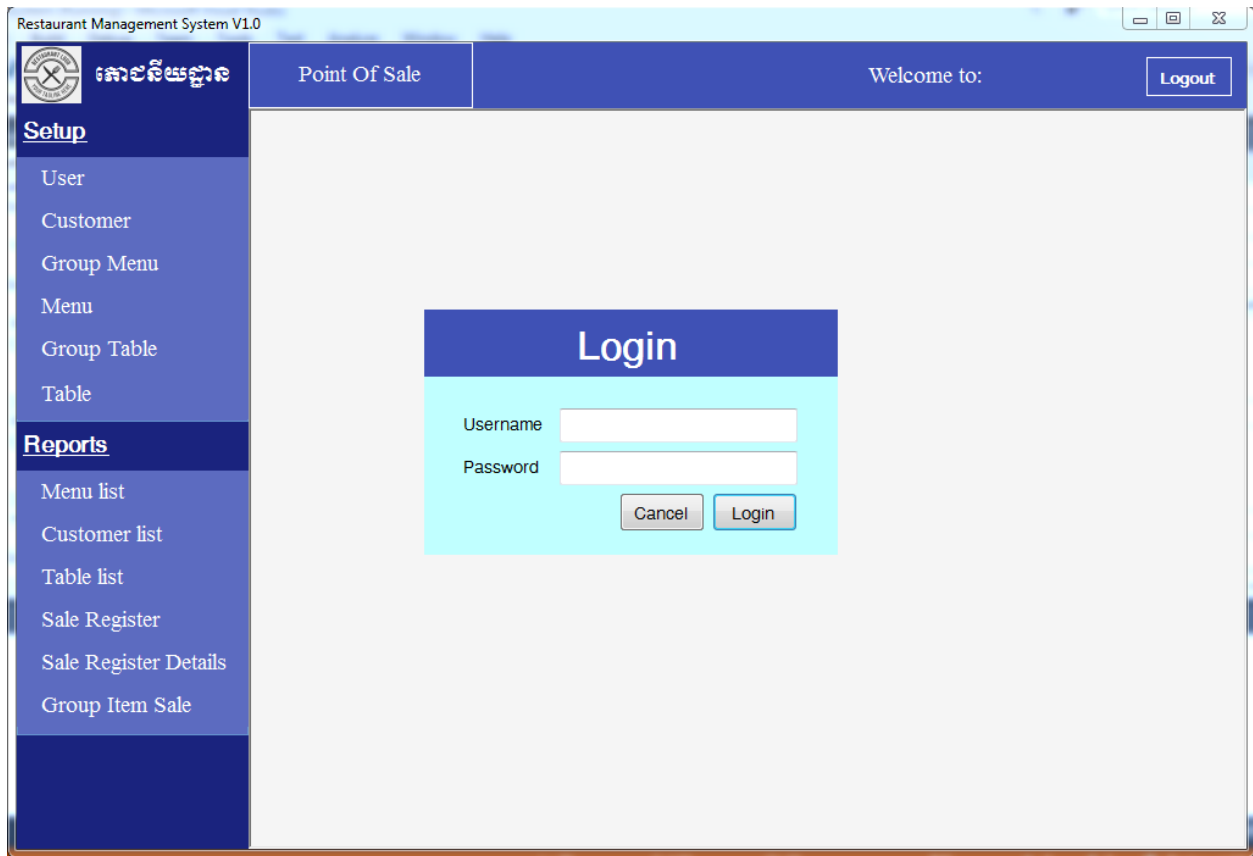 Restaurant Management System V1.0
ភោជនីយដ្ឋាន
Point Of Sale
Welcome to:
Logout
Setup
User
Customer
Group Menu
Menu
Group Table
Table
Reports
Menu list
Customer list
Table list
Sale Register
Sale Register Details
Group Item Sale
Login
Username
Password
Cancel
Login